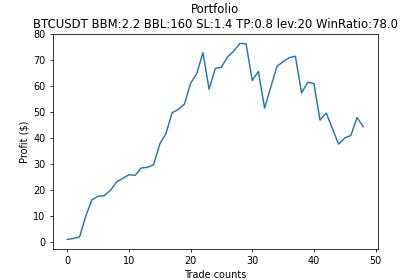 Portfolio
BTCUSDT BBM:2.2 BBL:160 SL:1.4 TP:0.8 lev:20 WinRatio:78.0
80
70
60
50
40
30
20
10
0
Profit ($)
0 10 20 30 40 50
Trade counts